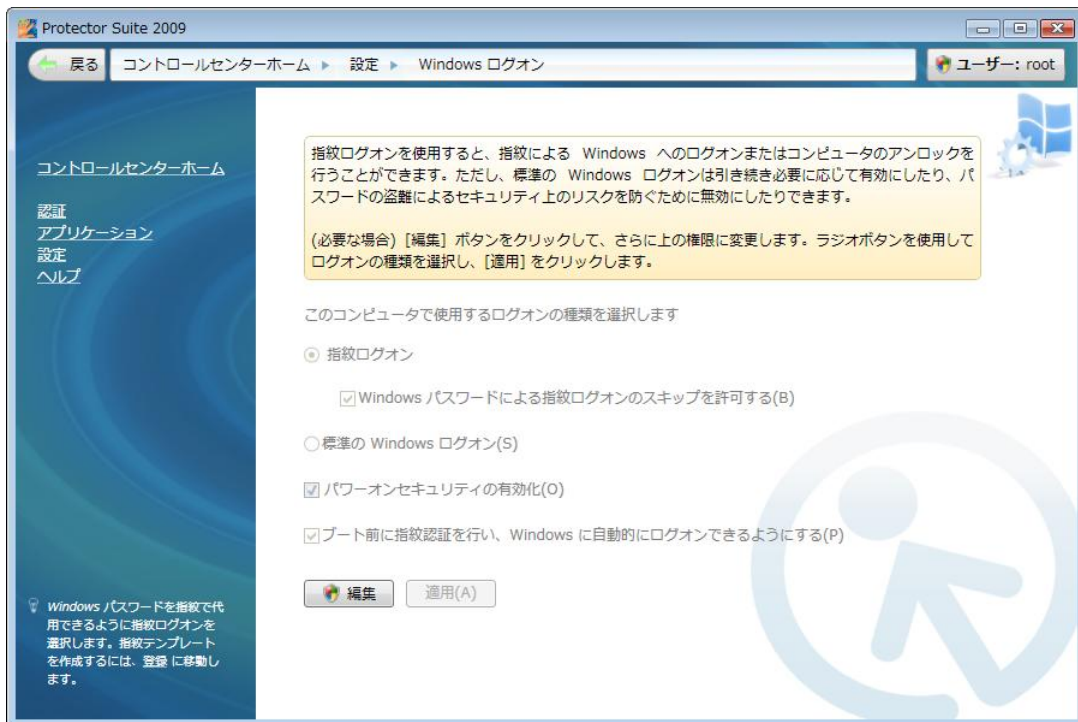 Protector Suite 2009
戻る
コントロールセンターホーム
設定
Windows ログオン
ユーザー: root
コントロールセンターホーム
認証
アプリケーション
設定
ヘルプ
指紋ログオンを使用すると、指紋による Windows へのログオンまたはコンピュータのアンロックを
行うことができます。ただし、標準の Windows ログオンは引き続き必要に応じて有効にしたり、パ
スワードの盗難によるセキュリティ上のリスクを防ぐために無効にしたりできます。
(必要な場合) [編集] ボタンをクリックして、さらに上の権限に変更します。ラジオボタンを使用して
ログオンの種類を選択し、[適用] をクリックします。
このコンピュータで使用するログオンの種類を選択します
指紋ログオン
Windows パスワードによる指紋ログオンのスキップを許可する(B)
標準の Windows ログオン(S)
パワーオンセキュリティの有効化(O)
ブート前に指紋認証を行い、Windows に自動的にログオンできるようにする(P)
編集
適用(A)
Windows パスワードを指紋で代
用できるように指紋ログオンを
選択します。指紋テンプレート
を作成するには、登録 に移動し
ます。